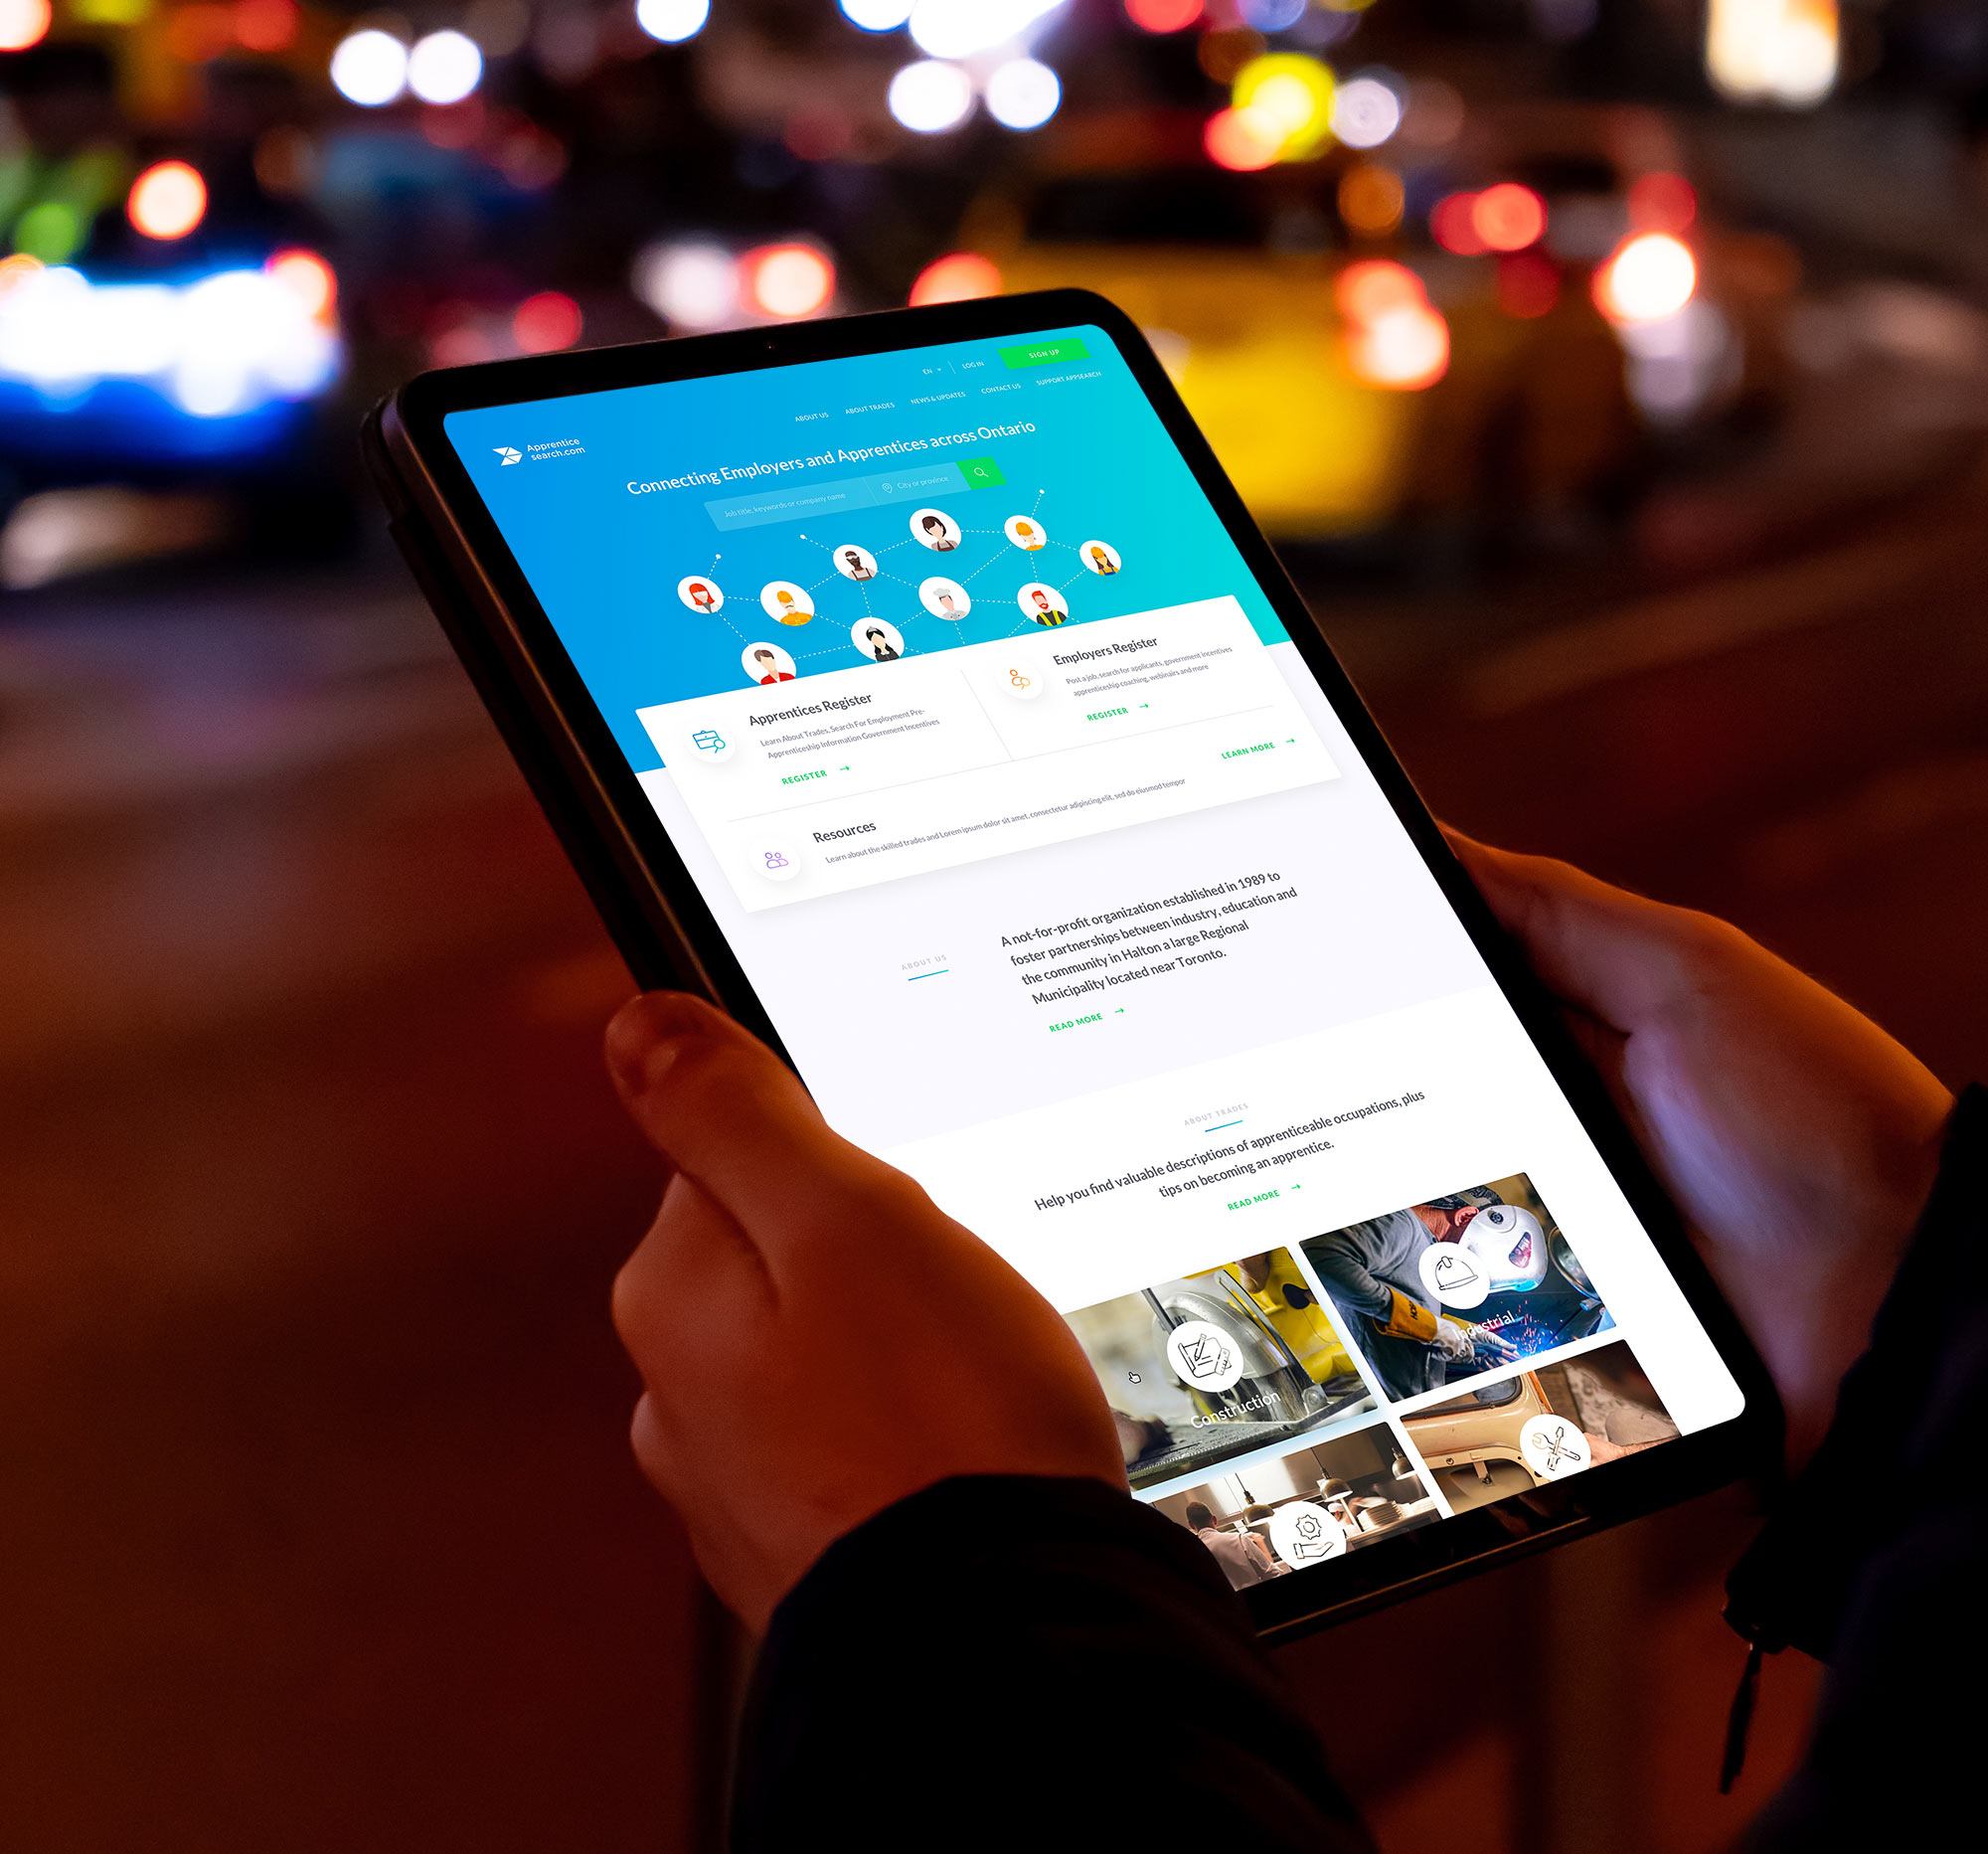 EN
LOG IN
SIGN UP
ABOUT US
ABOUT TRADES
NEWS & UPDATES
CONTACT US
SUPPORT APPSEARCH
Apprentice
search.com
Connecting Employers and Apprentices across Ontario
Job title, keywords or company name
City or province
Apprentices Register
Learn About Trades, Search For Employment Pre-
Apprenticeship Information Government Incentives
REGISTER
Employers Register
Post a job, search for applicants, government incentives
apprenticeship coaching, webinairs and more
REGISTER
Resources
Learn about the skilled trades and Lorem ipsum dolor sit amet, consectetur adipiscing elit, sed do eiusmod tempor
LEARN MORE
ABOUT US
A not-for-profit organization established in 1989 to
foster partnerships between industry, education and
the community in Halton a large Regional
Municipality located near Toronto.
READ MORE
ABOUT TRADES
Help you find valuable descriptions of apprenticeable occupations, plus
tips on becoming an apprentice.
READ MORE
Construction
Industrial